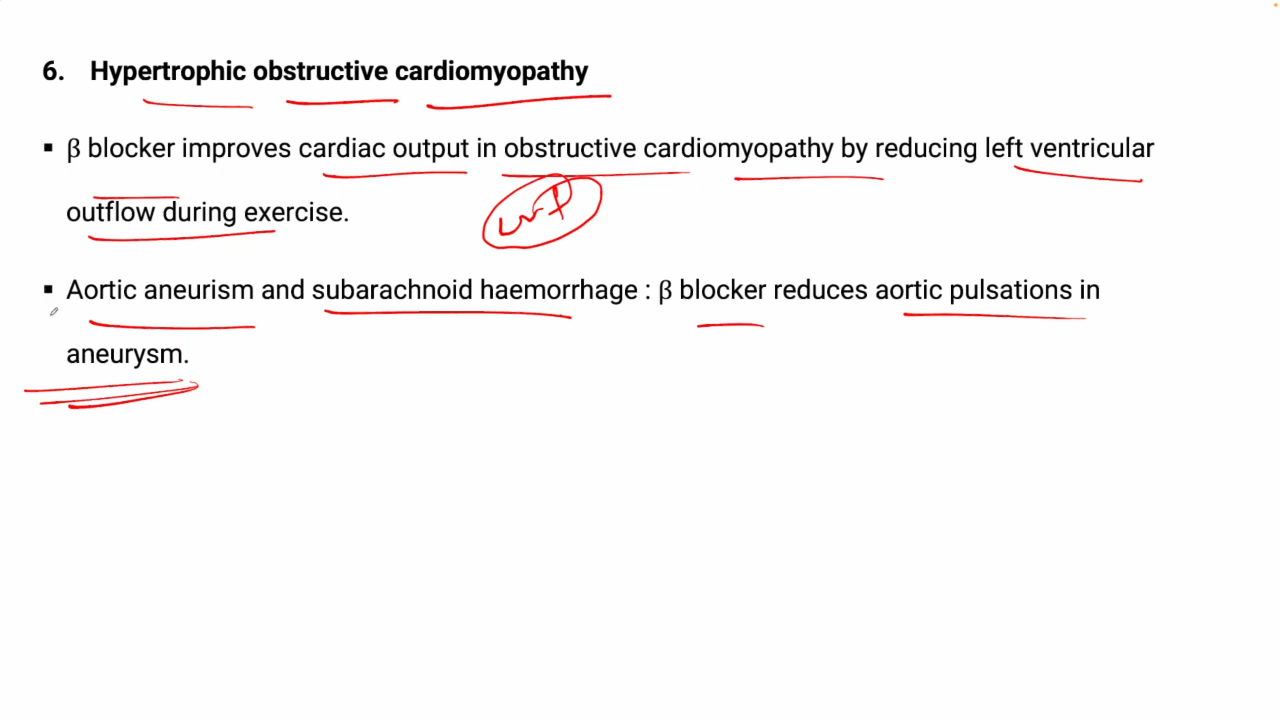 6. Hypertrophic obstructive cardiomyopathy
▪ β blocker improves cardiac output in obstructive cardiomyopathy by reducing left ventricular
outflow during exercise.
▪ Aortic aneurism and subarachnoid haemorrhage : β blocker reduces aortic pulsations in
aneurysm.